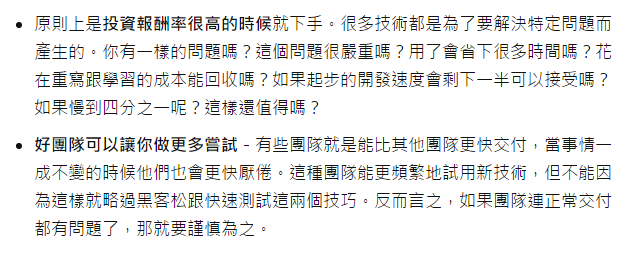 原則上是投資報酬率很高的時候就下手。很多技術都是為了要解決特定問題而
產生的。你有一樣的問題嗎？這個問題很嚴重嗎？用了會省下很多時間嗎？花
在重寫跟學習的成本能回收嗎？如果起步的開發速度會剩下一半可以接受嗎？
如果慢到四分之一呢？這樣還值得嗎？
好團隊可以讓你做更多嘗試 - 有些團隊就是能比其他團隊更快交付，當事情一
成不變的時候他們也會更快厭倦。這種團隊能更頻繁地試用新技術，但不能因
為這樣就略過黑客松跟快速測試這兩個技巧。反而言之，如果團隊連正常交付
都有問題了，那就要謹慎為之。